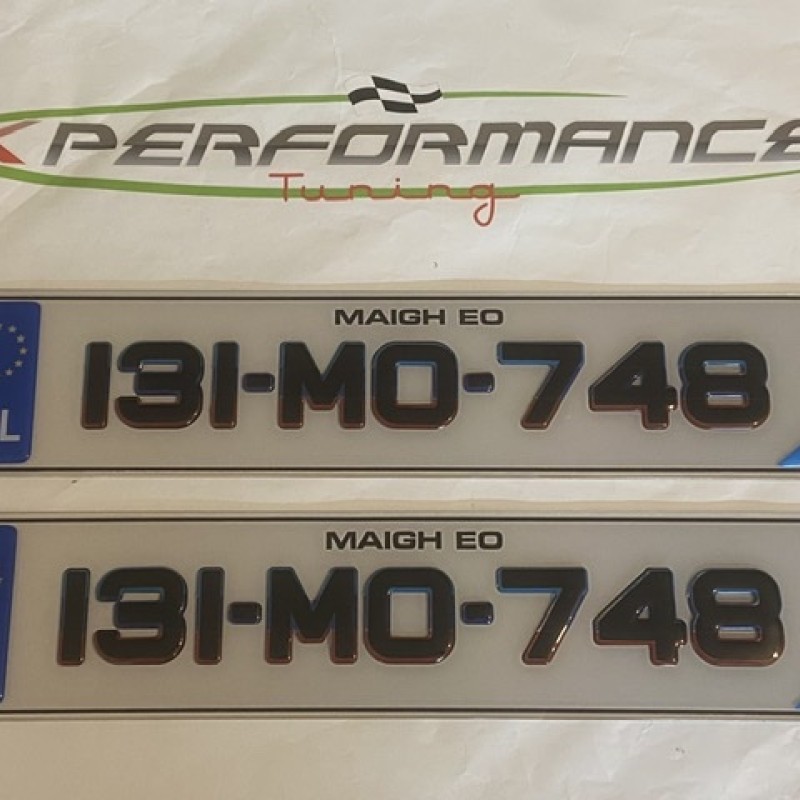 K PERFORMANCE
Tuning
MAIGH EO
L
131-MO-748
MAIGH EO
131-MO-748